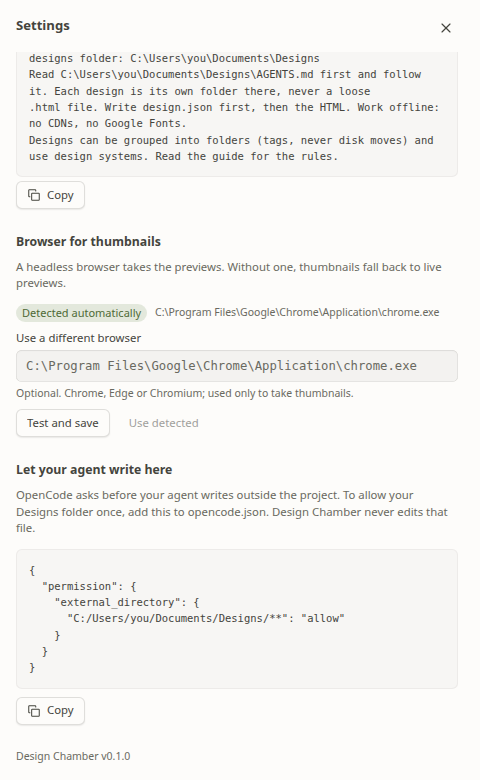 Settings
designs folder: C:\Users\you\Documents\Designs
Read C:\Users\you\Documents\Designs\AGENTS.md first and follow
it. Each design is its own folder there, never a loose
.html file. Write design.json first, then the HTML. Work offline:
no CDNs, no Google Fonts.
Designs can be grouped into folders (tags, never disk moves) and
use design systems. Read the guide for the rules.
Copy
Browser for thumbnails
A headless browser takes the previews. Without one, thumbnails fall back to live
previews.
Detected automatically C:\Program Files\Google\Chrome\Application\chrome.exe
Use a different browser
C:\Program Files\Google\Chrome\Application\chrome.exe
Optional. Chrome, Edge or Chromium; used only to take thumbnails.
Test and save Use detected
Let your agent write here
OpenCode asks before your agent writes outside the project. To allow your
Designs folder once, add this to opencode.json. Design Chamber never edits that
file.
{
  "permission": {
    "external_directory": {
      "C:/Users/you/Documents/Designs/**": "allow"
    }
  }
}
Copy
Design Chamber v0.1.0